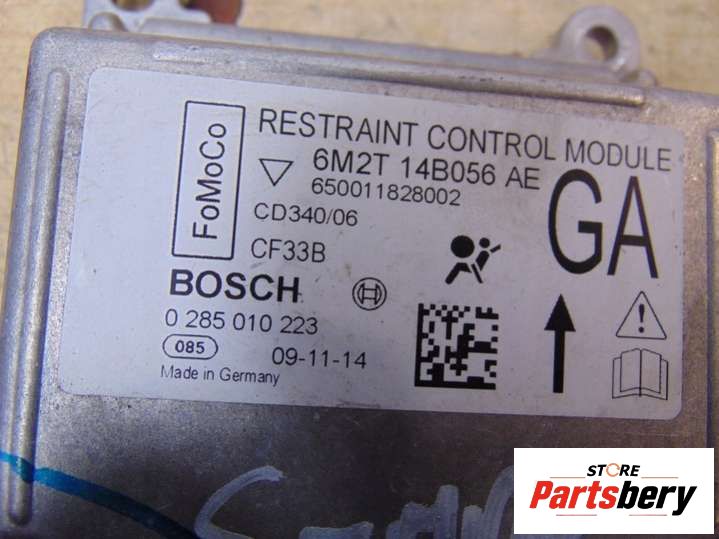 FoMoCo
RESTRAINT CONTROL MODULE
6M2T 14B056 AE
650011828002
CD340/06
CF33B
GA
BOSCH
0 285 010 223
085
09-11-14
Made in Germany
STORE
Partsbery